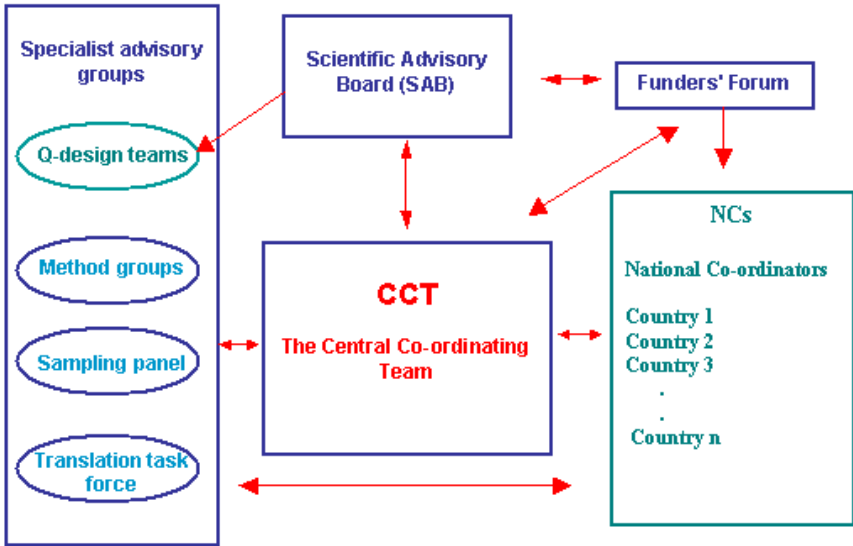 Specialist advisory
groups
Q-design teams
Method groups
Sampling panel
Translation task
force
Scientific Advisory
Board (SAB)
Funders' Forum
CCT
The Central Co-ordinating
Team
NCs
National Co-ordinators
Country 1
Country 2
Country 3
.
.
Country n